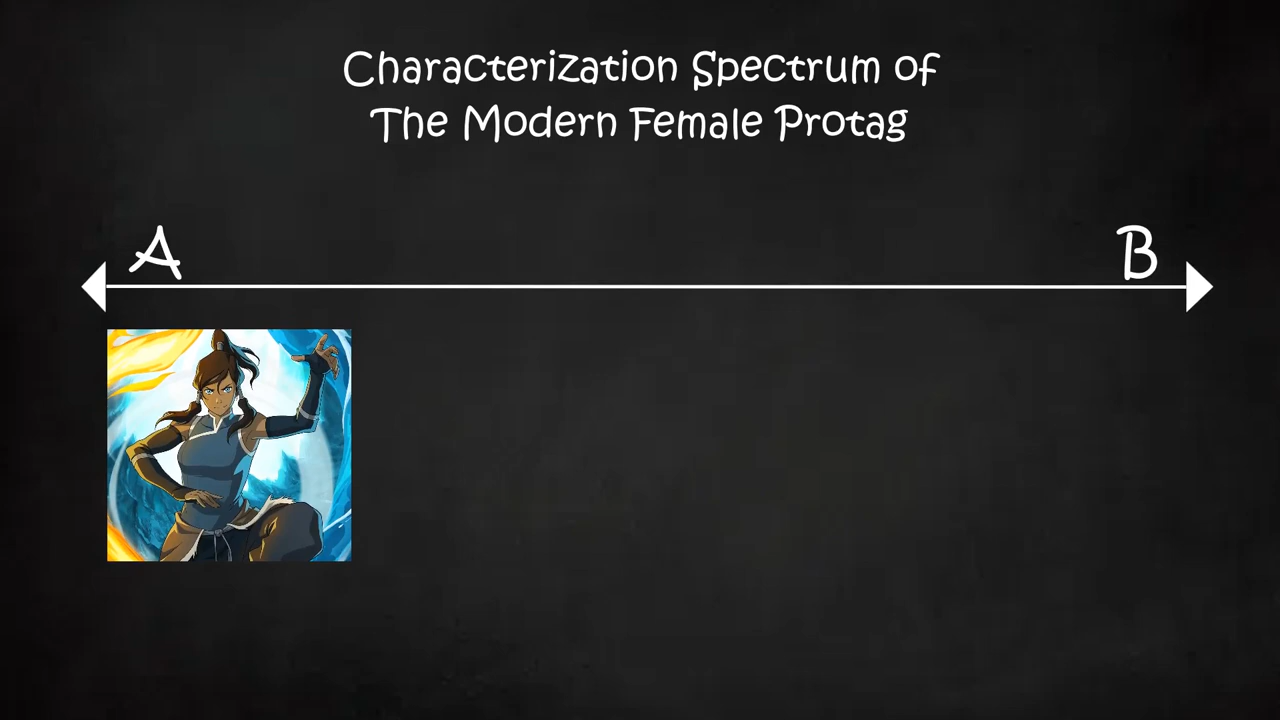 Characterization Spectrum of
The Modern Female Protag
A B